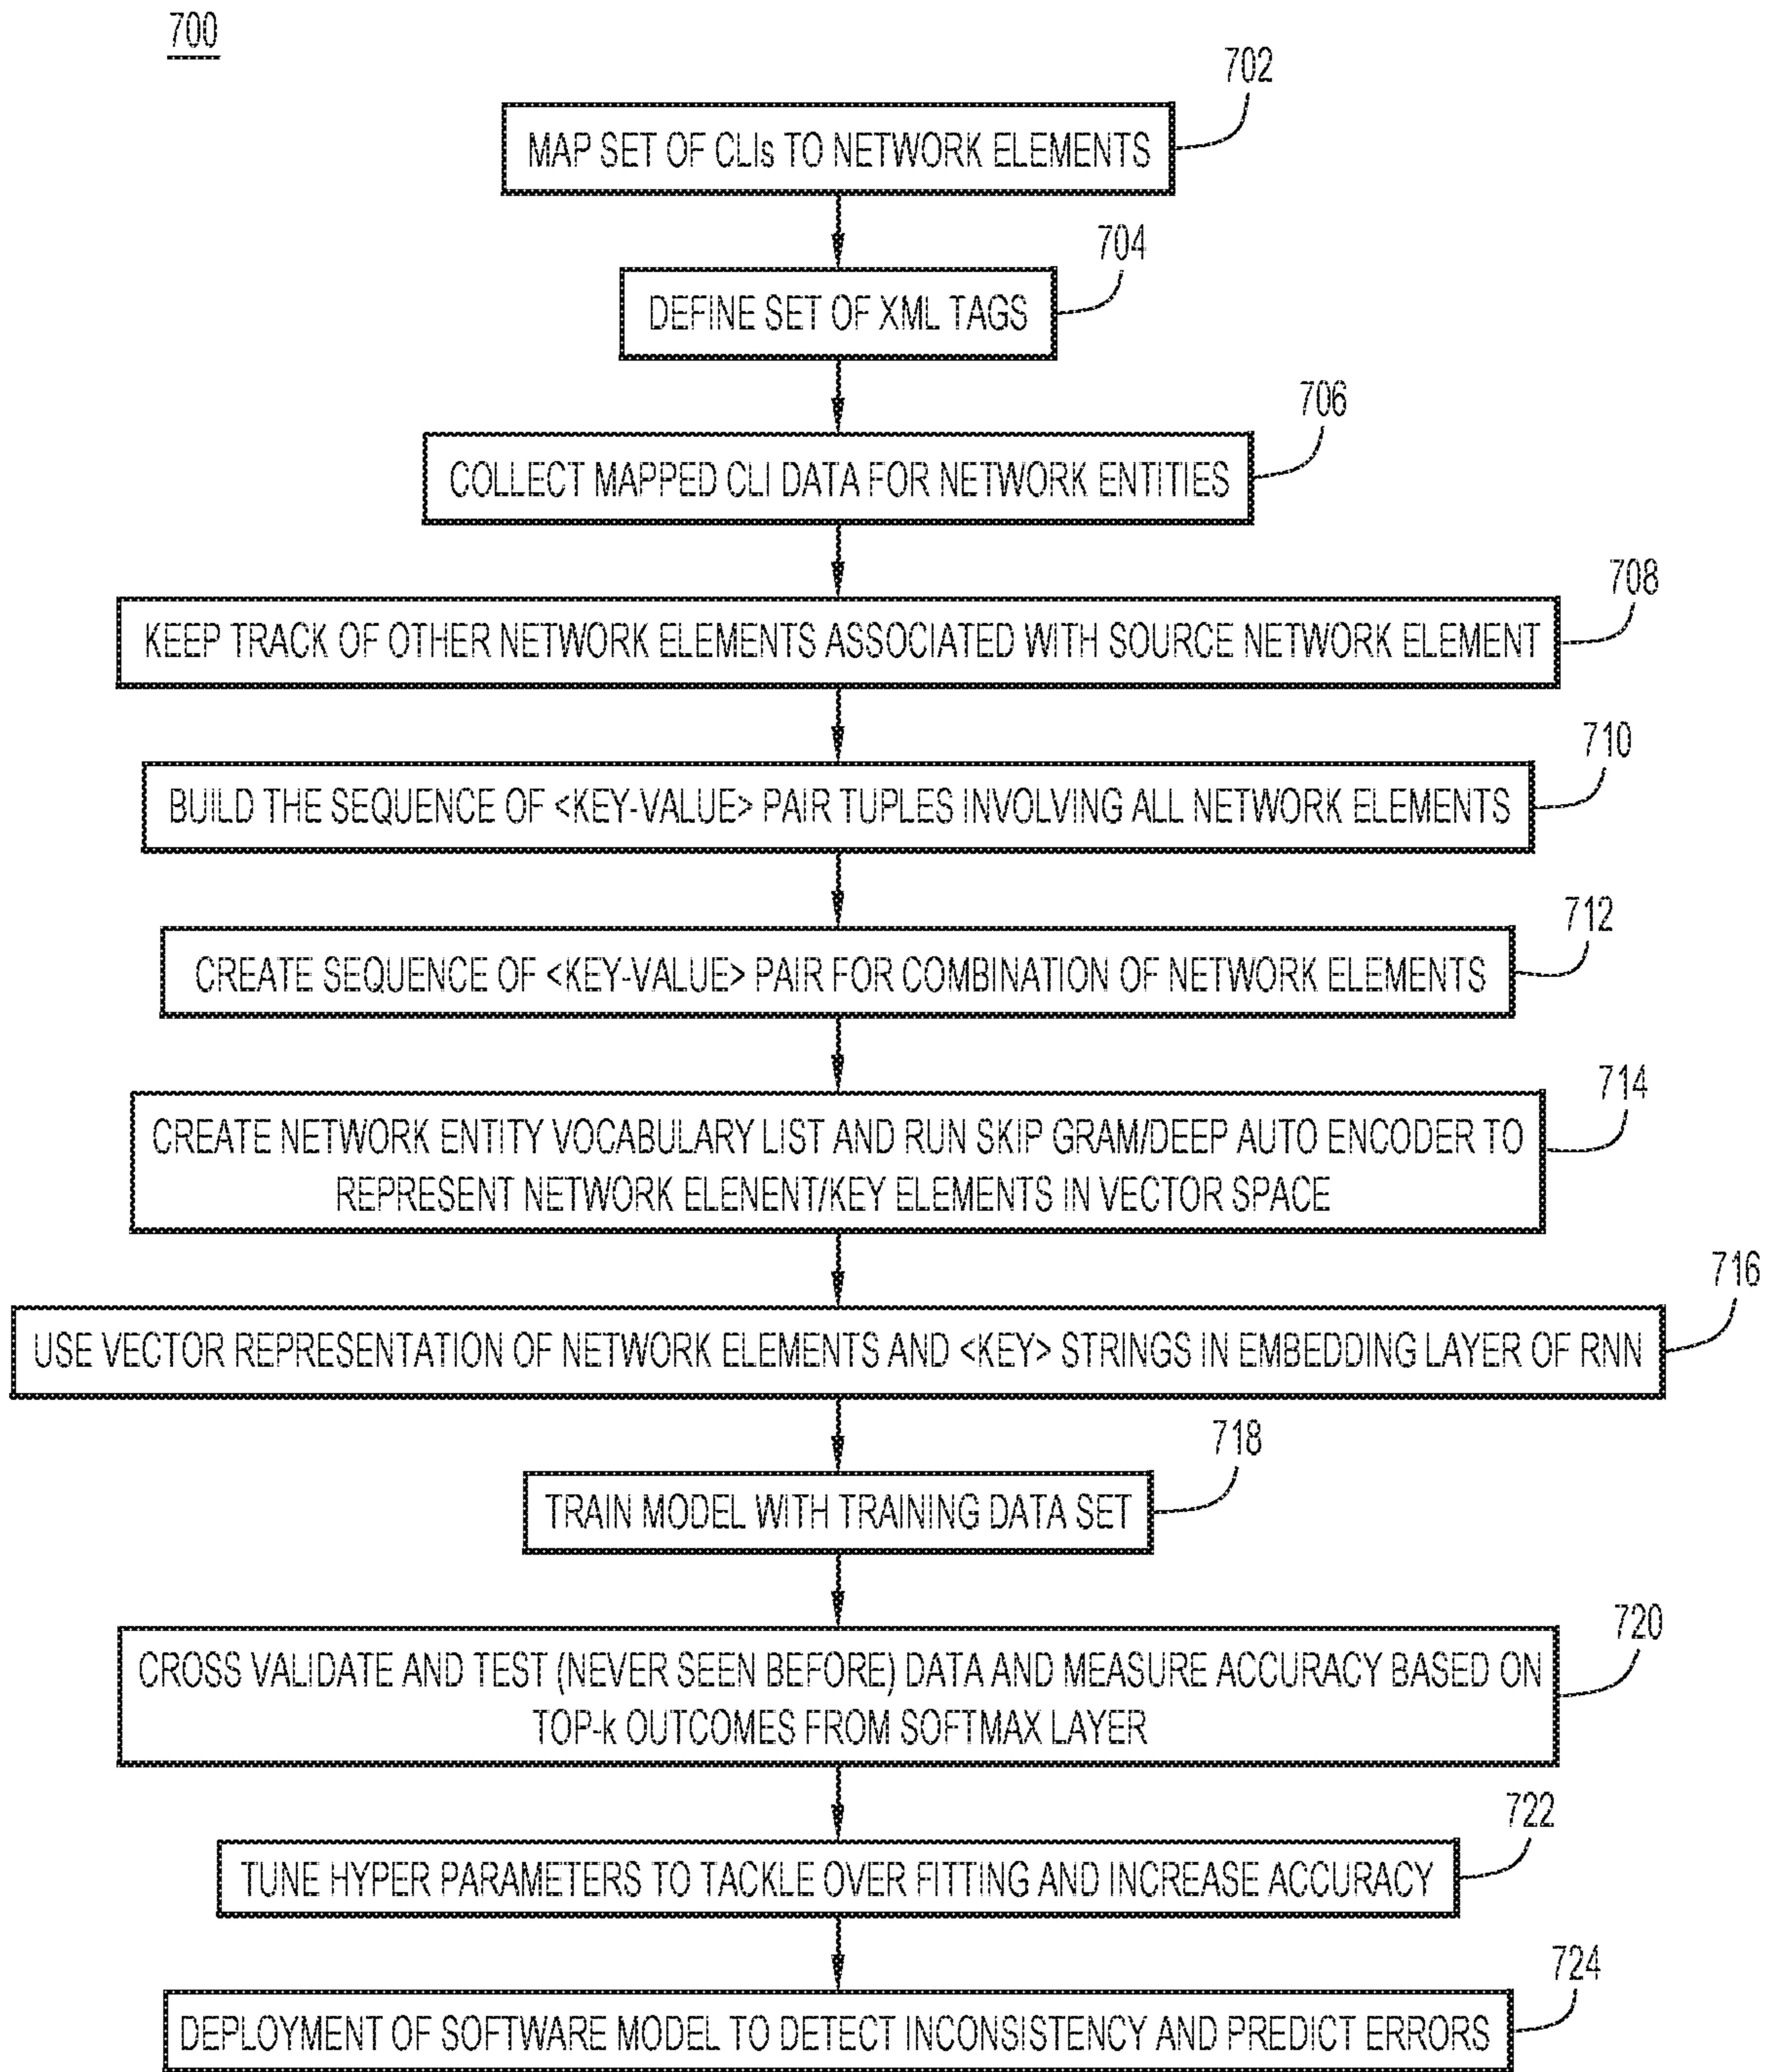 700
702
MAP SET OF CLIs TO NETWORK ELEMENTS
704
DEFINE SET OF XML TAGS
706
COLLECT MAPPED CLI DATA FOR NETWORK ENTITIES
708
KEEP TRACK OF OTHER NETWORK ELEMENTS ASSOCIATED WITH SOURCE NETWORK ELEMENT
710
BUILD THE SEQUENCE OF <KEY-VALUE> PAIR TUPLES INVOLVING ALL NETWORK ELEMENTS
712
CREATE SEQUENCE OF <KEY-VALUE> PAIR FOR COMBINATION OF NETWORK ELEMENTS
714
CREATE NETWORK ENTITY VOCABULARY LIST AND RUN SKIP GRAM/DEEP AUTO ENCODER TO
REPRESENT NETWORK ELENENT/KEY ELEMENTS IN VECTOR SPACE
716
USE VECTOR REPRESENTATION OF NETWORK ELEMENTS AND <KEY> STRINGS IN EMBEDDING LAYER OF RNN
718
TRAIN MODEL WITH TRAINING DATA SET
720
CROSS VALIDATE AND TEST (NEVER SEEN BEFORE) DATA AND MEASURE ACCURACY BASED ON
TOP-k OUTCOMES FROM SOFTMAX LAYER
722
TUNE HYPER PARAMETERS TO TACKLE OVER FITTING AND INCREASE ACCURACY
724
DEPLOYMENT OF SOFTWARE MODEL TO DETECT INCONSISTENCY AND PREDICT ERRORS